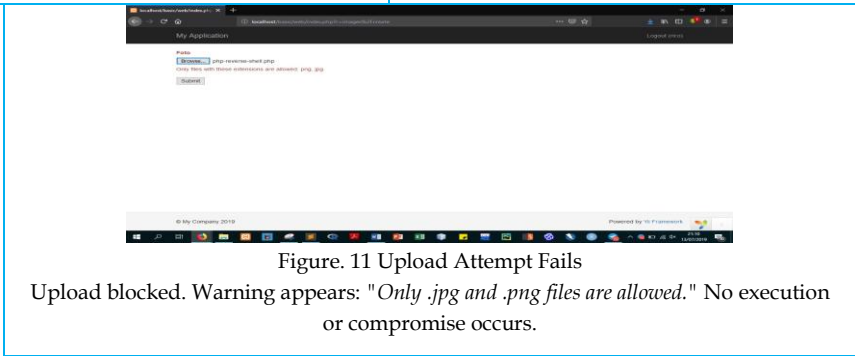 My Application
Foto
Browse... php-reverse-shell.php
Only files with these extensions are allowed: png, jpg
Submit
© My Company 2019
Powered by Yii Framework
Figure. 11 Upload Attempt Fails
Upload blocked. Warning appears: "Only .jpg and .png files are allowed." No execution
or compromise occurs.